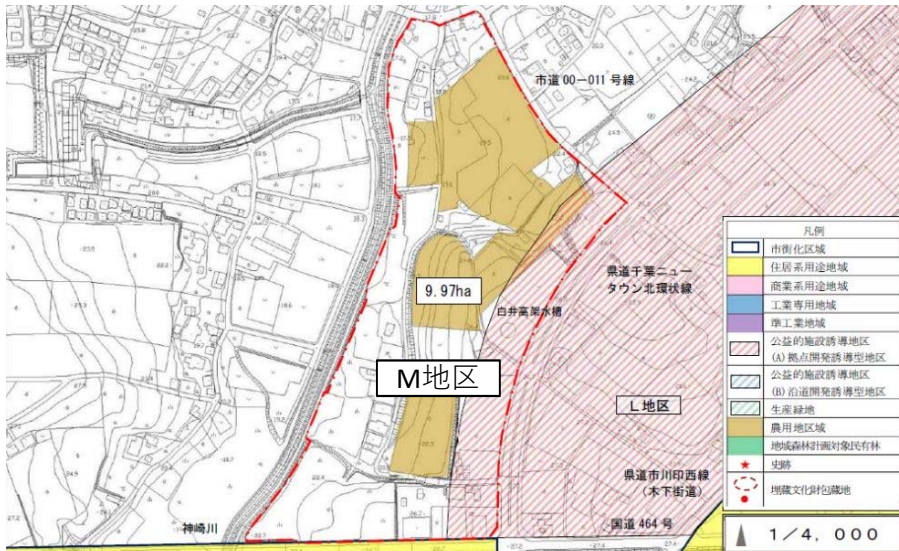 市道00-011号線
9.97ha
白井高架水槽
県道千葉ニュー
タウン北環状線
M地区
L地区
県道市川印西線
(木下街道)
国道464号
神崎川
凡例
市街化区域
住居系用途地域
商業系用途地域
工業専用地域
準工業地域
公益的施設誘導地区
(A)拠点開発誘導型地区
公益的施設誘導地区
(B)沿道開発誘導型地区
生産緑地
農用地区域
地域森林計画対象民有林
史跡
埋蔵文化財包蔵地
1/4,000